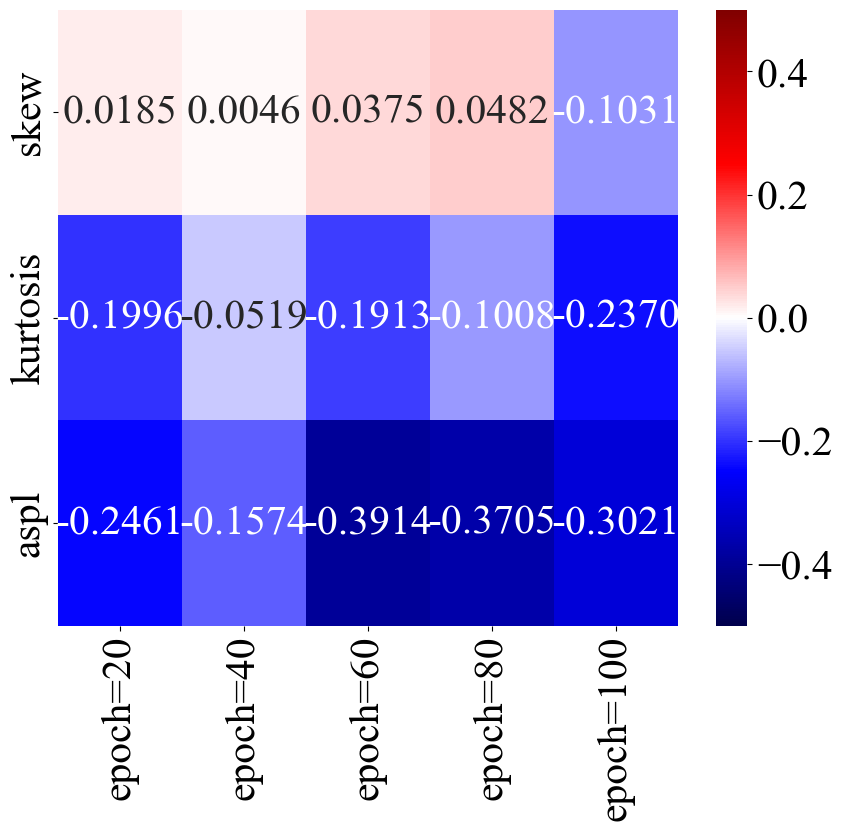 skew
0.0185 0.0046 0.0375 0.0482 -0.1031
kurtosis
-0.1996 -0.0519 -0.1913 -0.1008 -0.2370
aspl
-0.2461 -0.1574 -0.3914 -0.3705 -0.3021
epoch=20
epoch=40
epoch=60
epoch=80
epoch=100
0.4
0.2
0.0
−0.2
−0.4